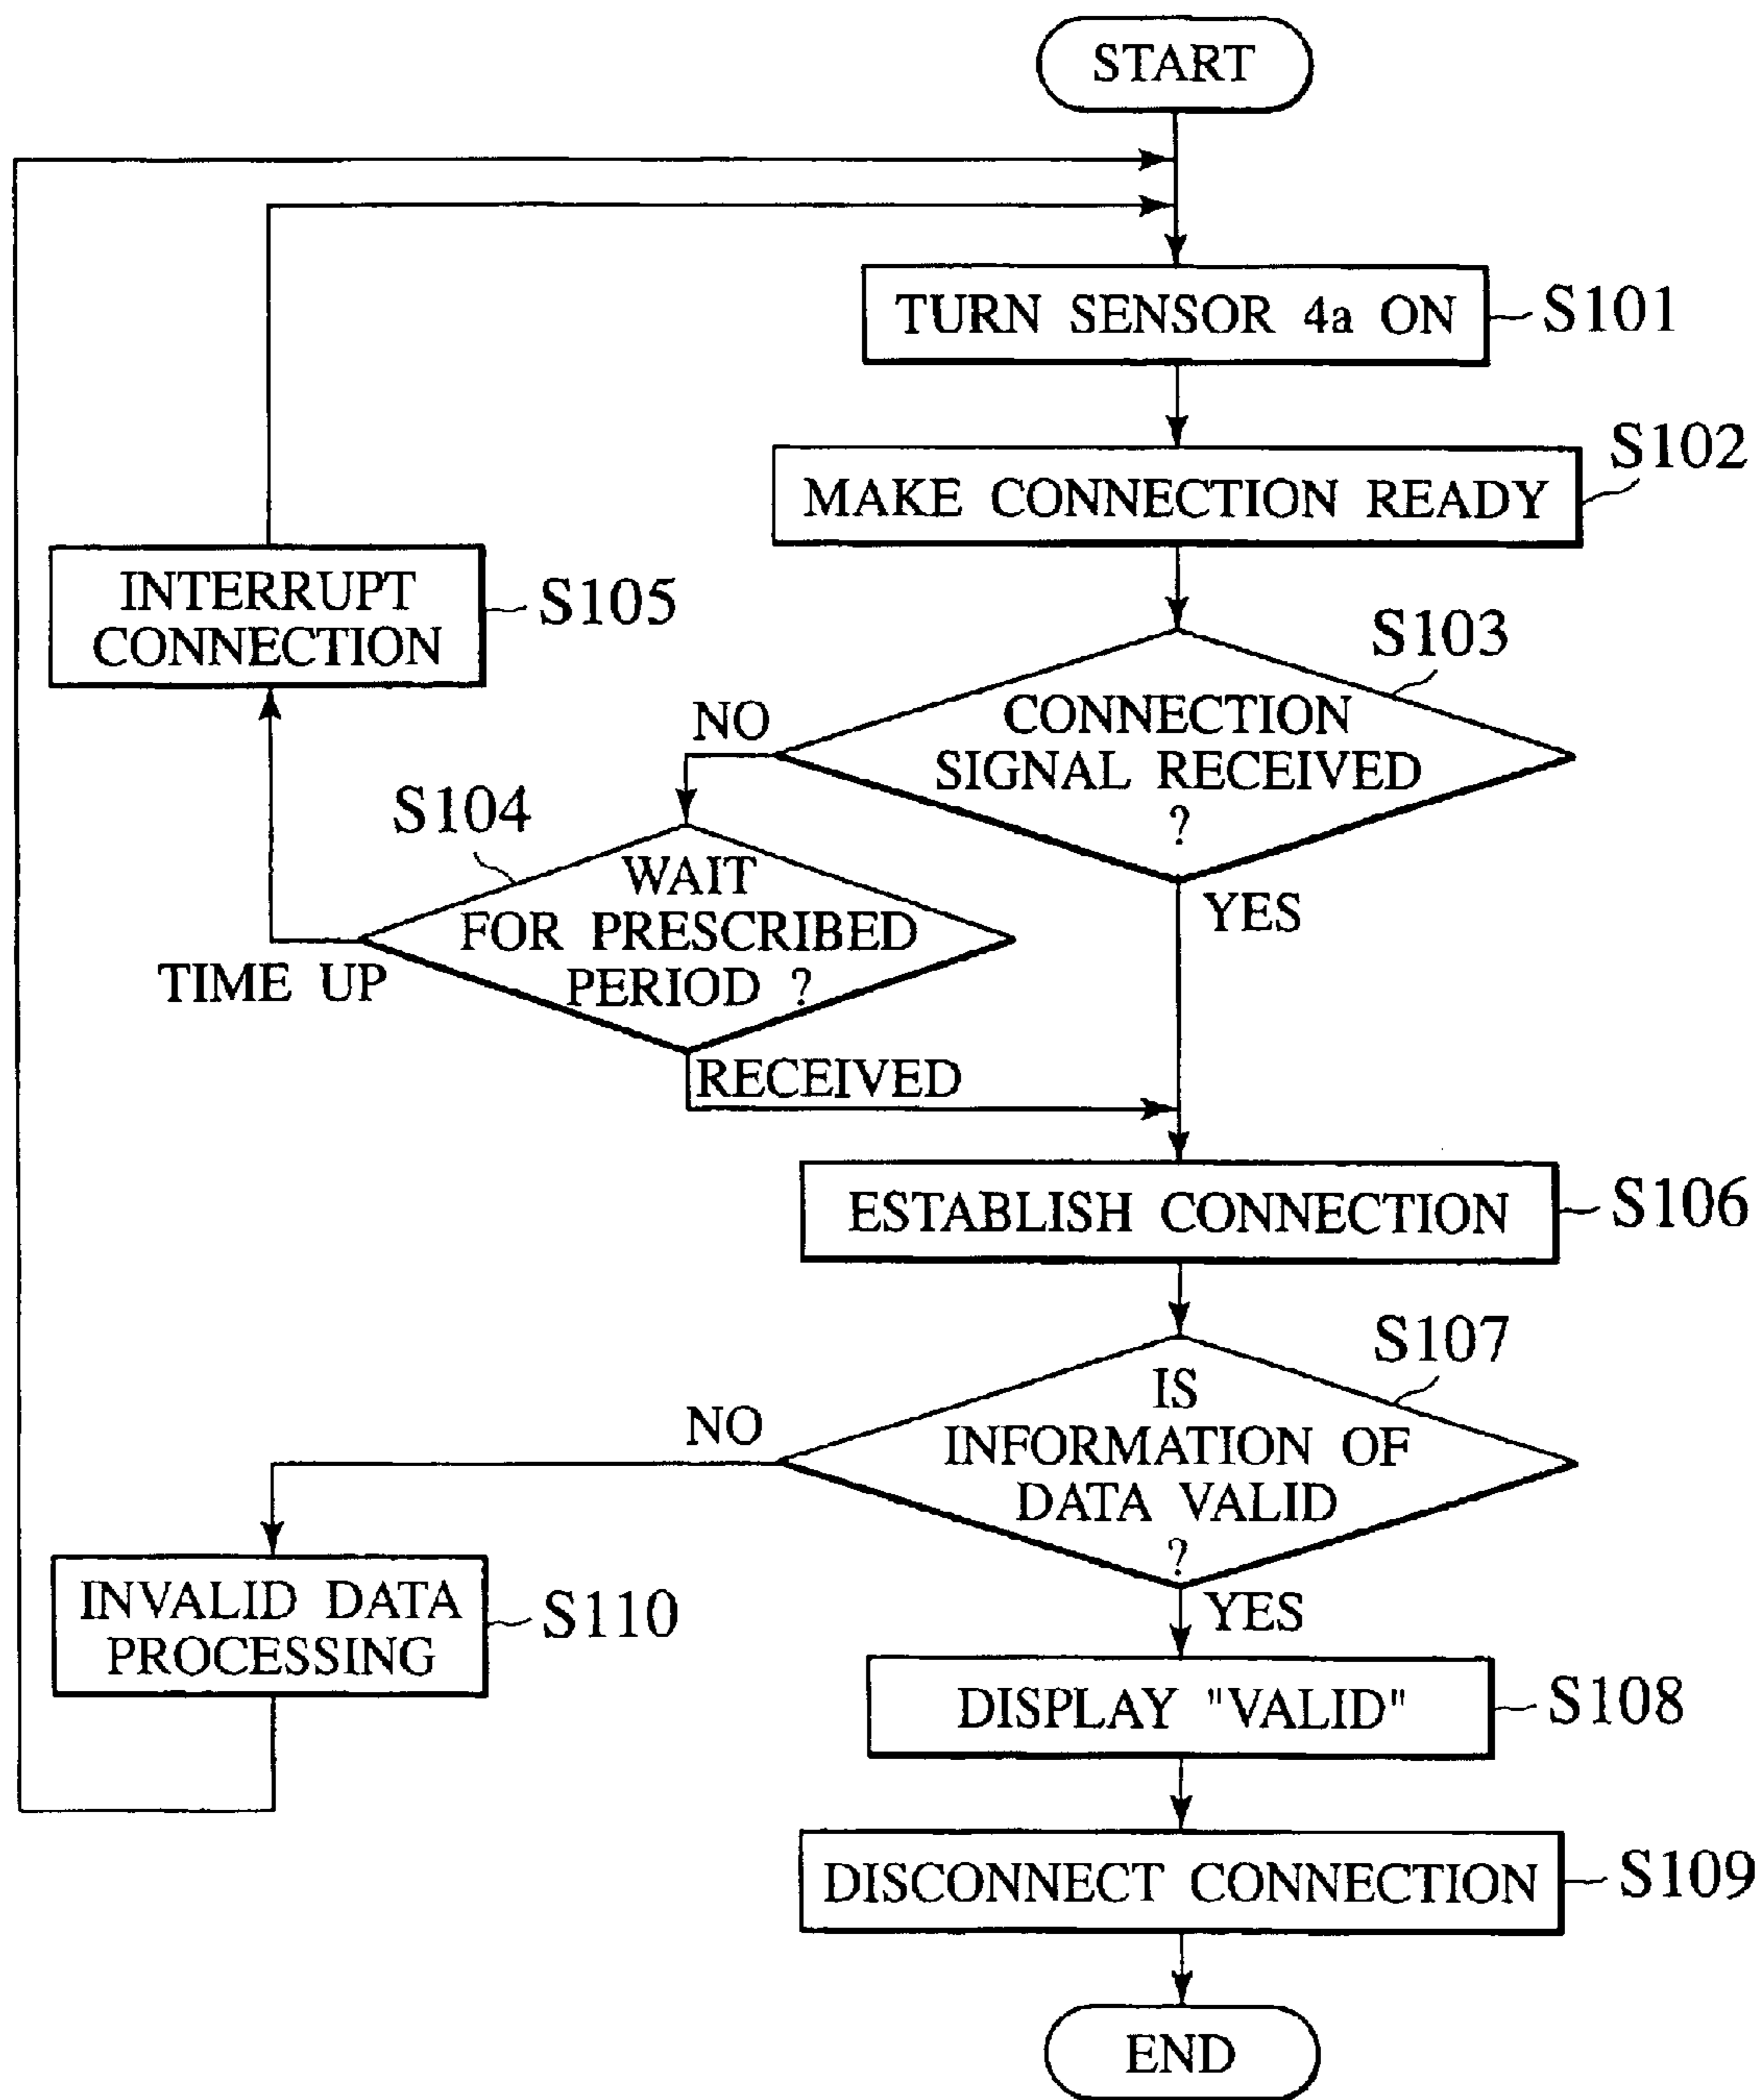 START
TURN SENSOR 4a ON
S101
MAKE CONNECTION READY
S102
INTERRUPT
CONNECTION
S105
CONNECTION
SIGNAL RECEIVED
?
S103
NO
YES
S104
WAIT
FOR PRESCRIBED
PERIOD ?
TIME UP
RECEIVED
ESTABLISH CONNECTION
S106
IS
INFORMATION OF
DATA VALID
?
S107
NO
YES
INVALID DATA
PROCESSING
S110
DISPLAY "VALID"
S108
DISCONNECT CONNECTION
S109
END